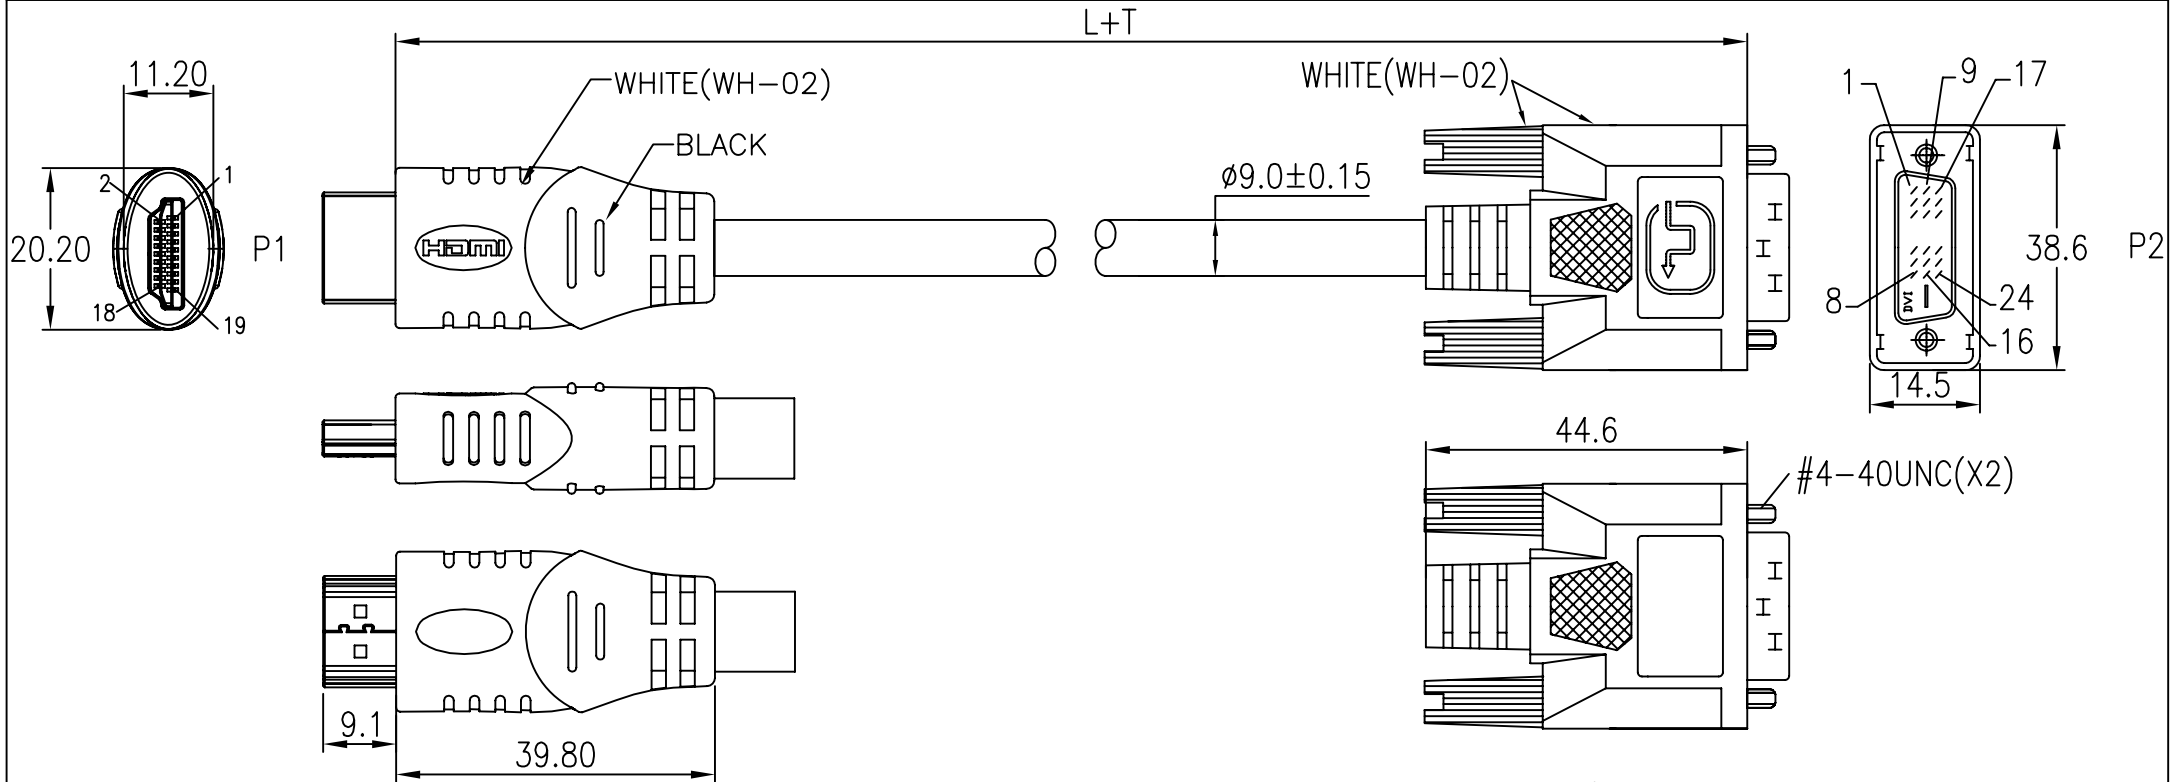 L+T
11.20
WHITE(WH-02)
BLACK
WHITE(WH-02)
1
9
17
2
1
20.20
P1
18
19
HDMI
⌀9.0±0.15
38.6
P2
8
DVI
24
16
14.5
44.6
#4-40UNC(X2)
9.1
39.80